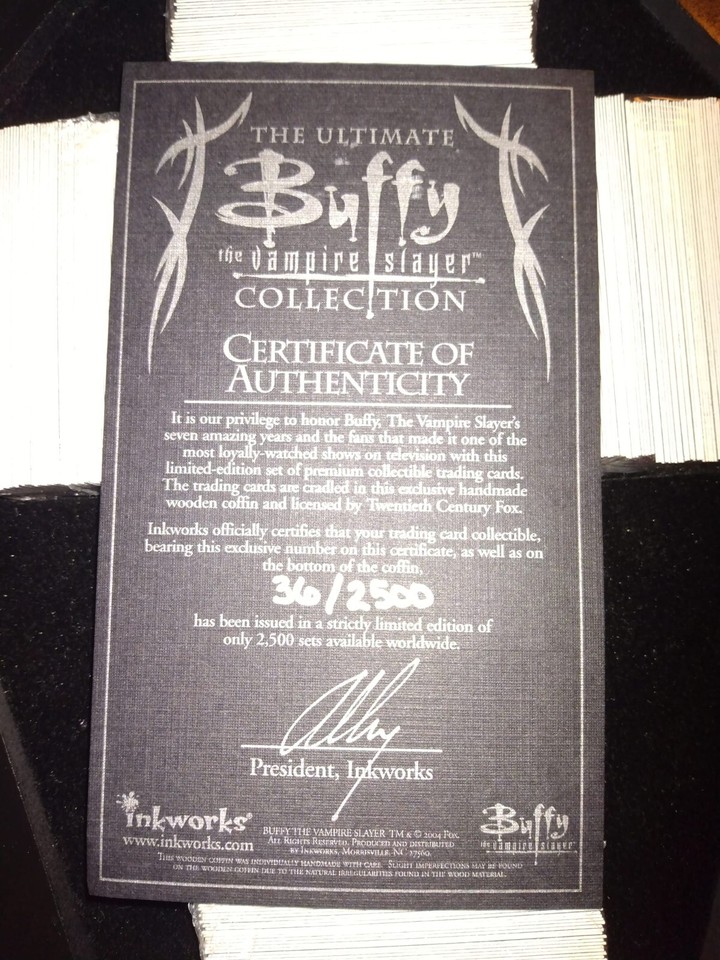 THE ULTIMATE
Buffy
the vampire slayer™
COLLECTION
CERTIFICATE OF
AUTHENTICITY
It is our privilege to honor Buffy, The Vampire Slayer's
seven amazing years and the fans that made it one of the
most loyally-watched shows on television with this
limited-edition set of premium collectible trading cards.
The trading cards are cradled in this exclusive handmade
wooden coffin and licensed by Twentieth Century Fox.
Inkworks officially certifies that your trading card collectible,
bearing this exclusive number on this certificate, as well as on
the bottom of the coffin,
36/2500
has been issued in a strictly limited edition of
only 2,500 sets available worldwide.
President, Inkworks
inkworks®
www.inkworks.com
BUFFY THE VAMPIRE SLAYER TM & © 2004 FOX.
ALL RIGHTS RESERVED. PRODUCED AND DISTRIBUTED
BY INKWORKS, MORRISVILLE, NC 27560.
Buffy
the vampire slayer
THIS WOODEN COFFIN WAS INDIVIDUALLY HANDMADE WITH CARE. SLIGHT IMPERFECTIONS MAY BE FOUND
ON THE WOODEN COFFIN DUE TO THE NATURAL IRREGULARITIES FOUND IN THE WOOD MATERIAL.